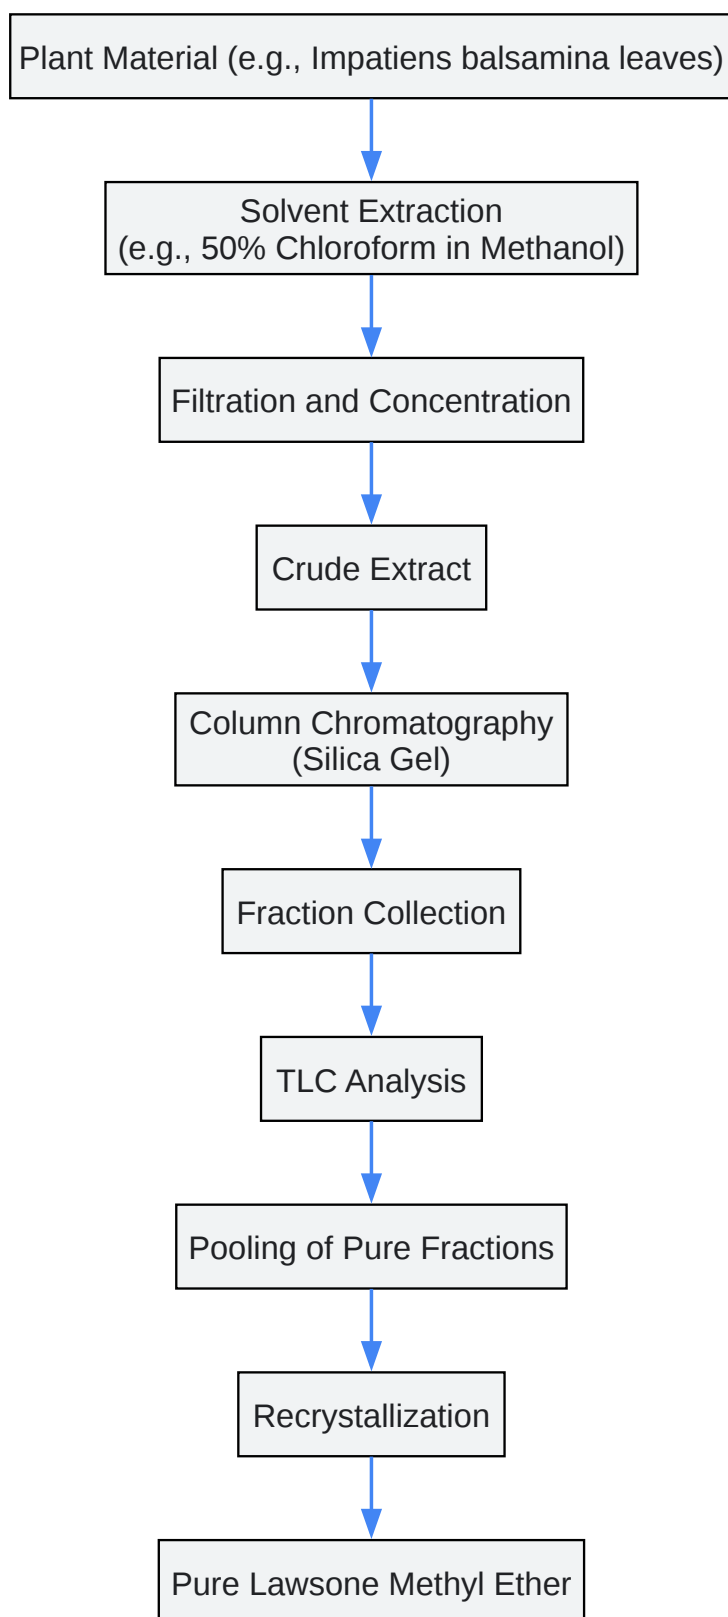 Plant Material (e.g., Impatiens balsamina leaves)
Solvent Extraction
(e.g., 50% Chloroform in Methanol)
Filtration and Concentration
Crude Extract
Column Chromatography
(Silica Gel)
Fraction Collection
TLC Analysis
Pooling of Pure Fractions
Recrystallization
Pure Lawsone Methyl Ether